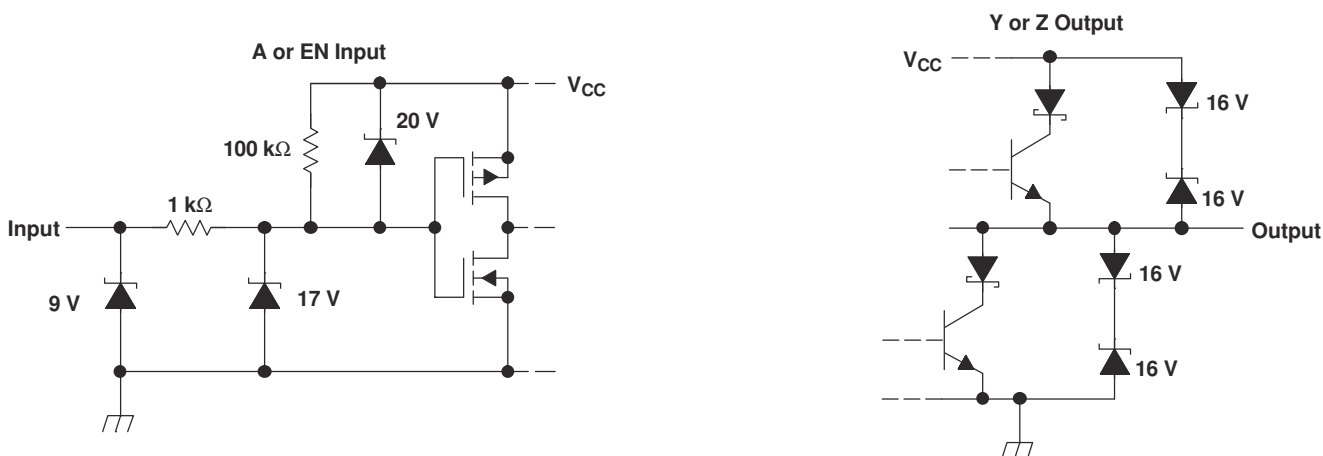 A or EN Input
V_CC
20 V
100 kΩ
1 kΩ
Input
9 V
17 V
Y or Z Output
V_CC
16 V
16 V
Output
16 V
16 V